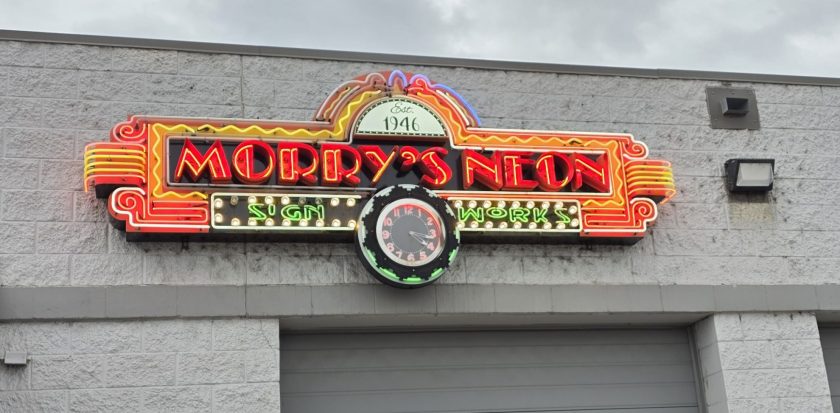 Est.
1946
MORRY'S NEON
SIGN WORKS